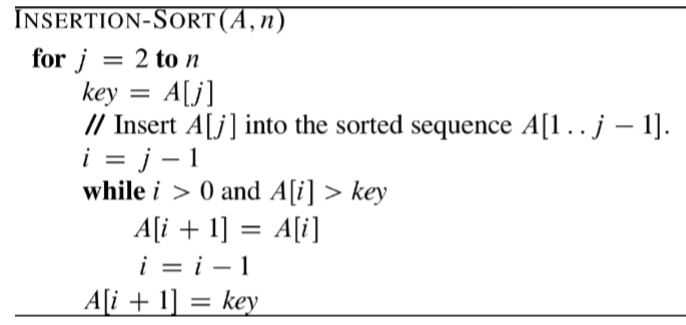 INSERTION-SORT(A, n)
for j = 2 to n
key = A[j]
// Insert A[j] into the sorted sequence A[1 . . j − 1].
i = j − 1
while i > 0 and A[i] > key
A[i + 1] = A[i]
i = i − 1
A[i + 1] = key